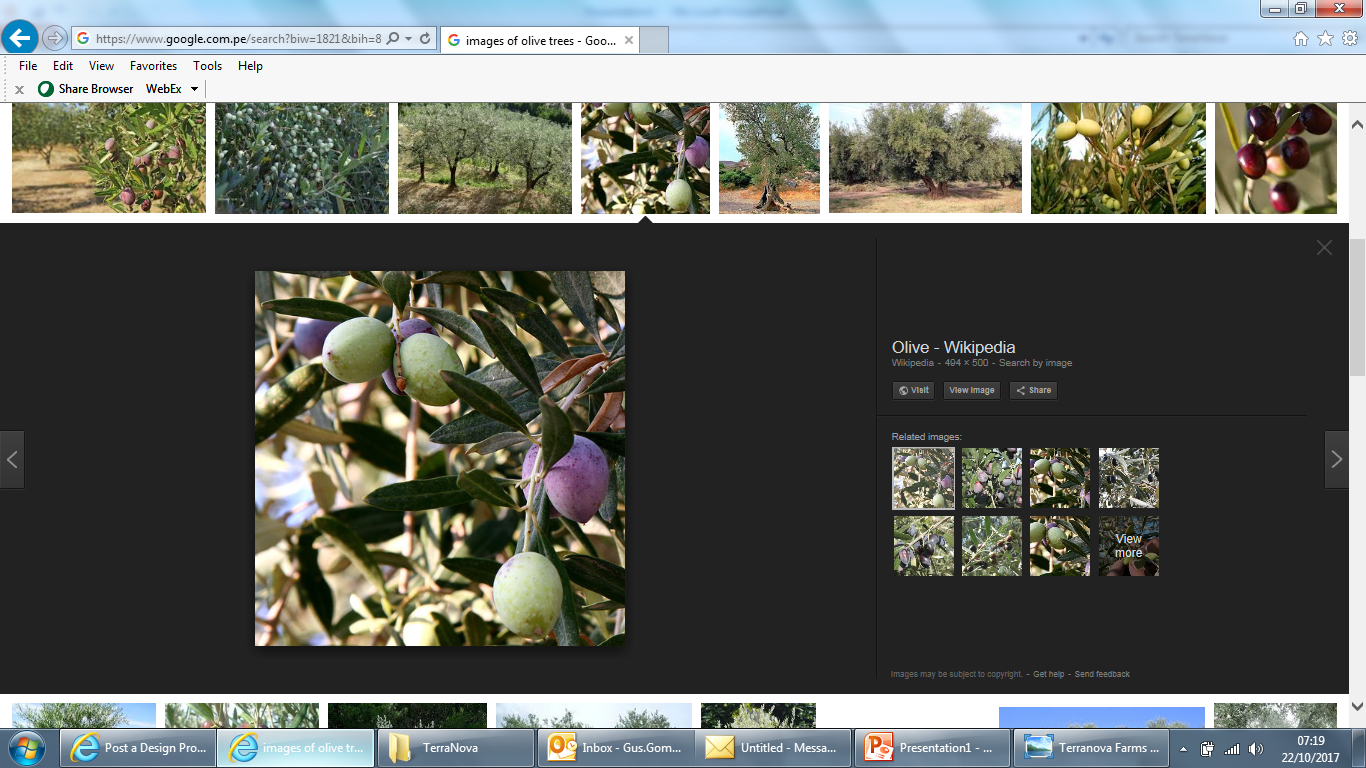 https://www.google.com.pe/search?biw=1821&bih=8
images of olive trees - Goo...
File Edit View Favorites Tools Help
x Share Browser WebEx
Olive - Wikipedia
Wikipedia - 494 × 500 - Search by image
Visit View image Share
Related images:
View
more
Images may be subject to copyright. - Get help - Send feedback
Post a Design Pro...
images of olive tr...
TerraNova
Inbox - Gus.Gom...
Untitled - Messa...
Presentation1 - ...
Terranova Farms ...
07:19
22/10/2017